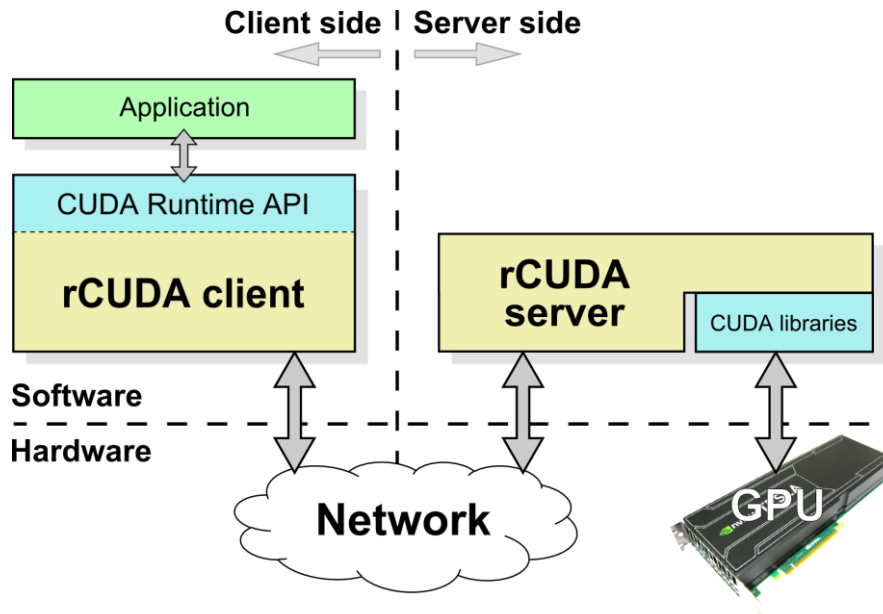 Client side
Server side
Application
CUDA Runtime API
rCUDA client
rCUDA
server
CUDA libraries
Software
Hardware
Network
GPU